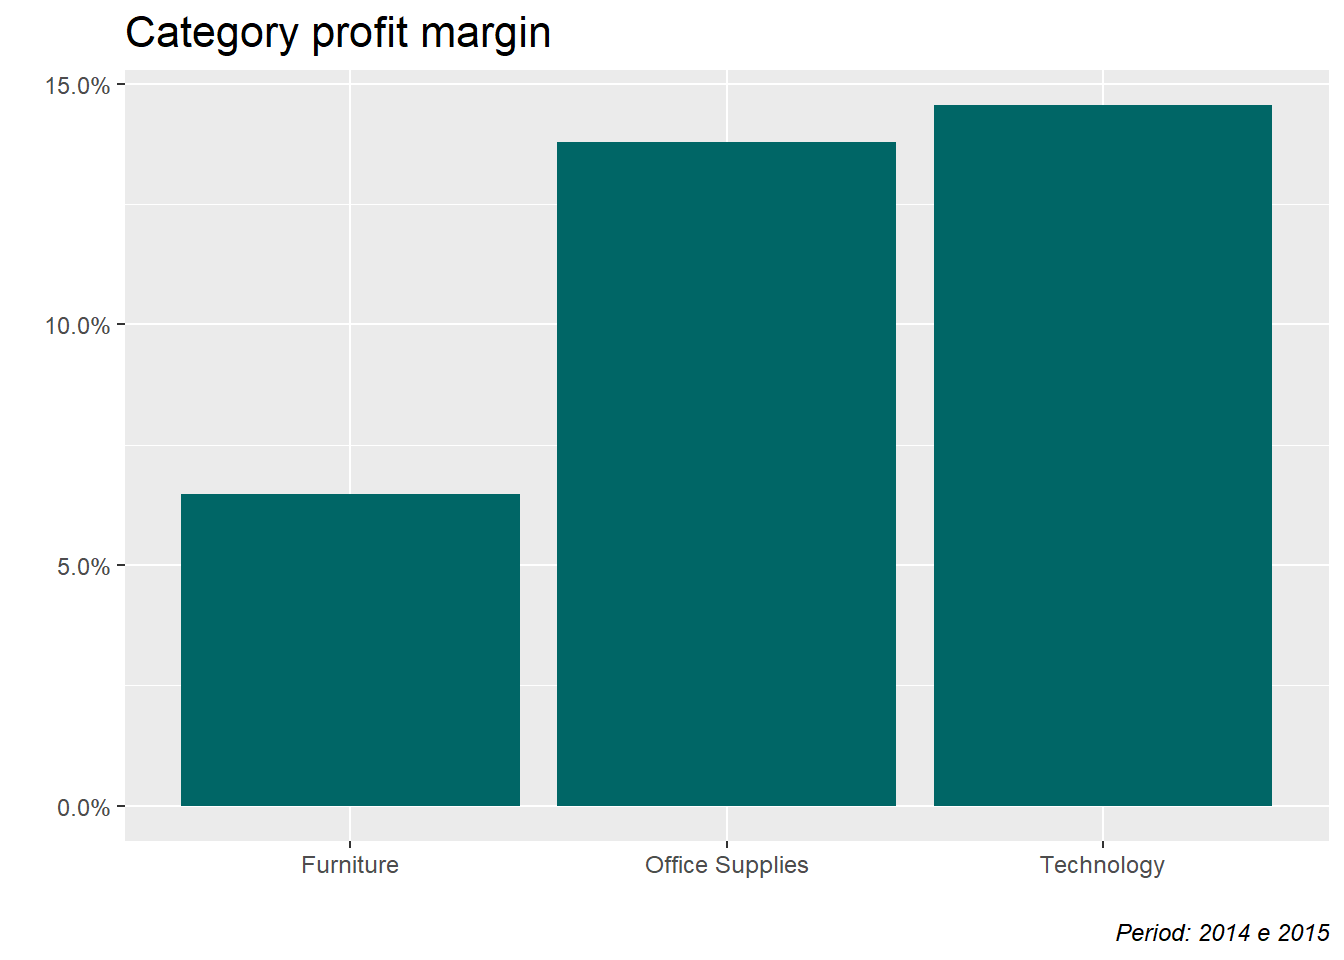 Category profit margin
15.0%
10.0%
5.0%
0.0%
Furniture
Office Supplies
Technology
Period: 2014 e 2015